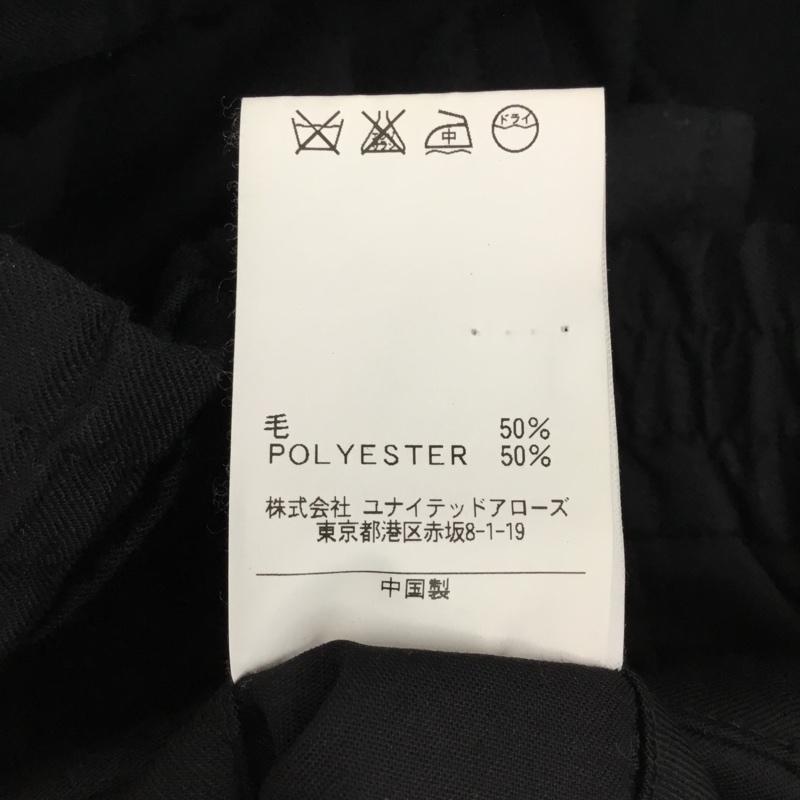 中 ドライ
毛 50%
POLYESTER 50%
株式会社 ユナイテッドアローズ
東京都港区赤坂8-1-19
中国製